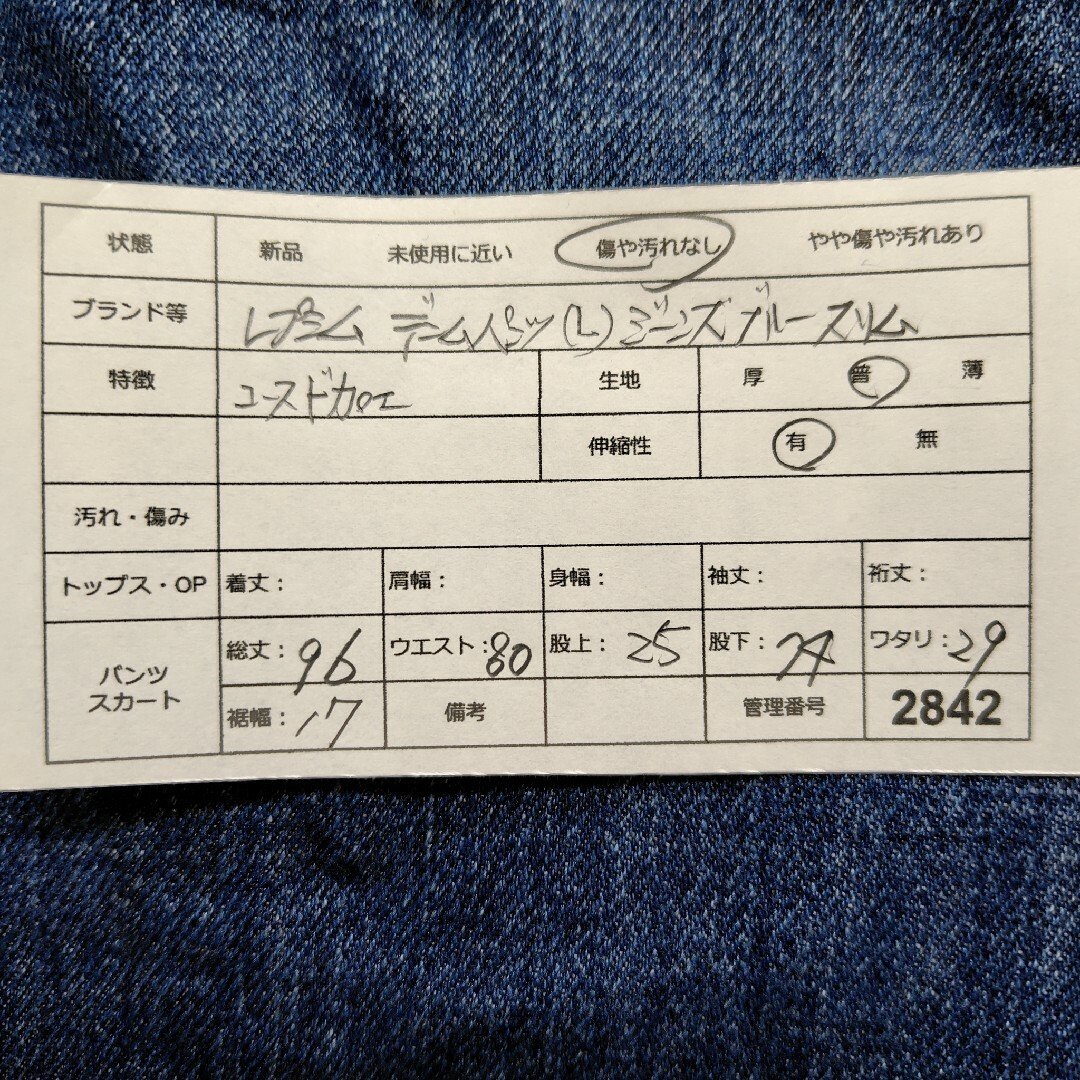 状態 新品 未使用に近い 傷や汚れなし やや傷や汚れあり
ブランド等 レプシム デニムパンツ(L)ジーンズブルースリム
特徴 ユーズド加工 生地 厚 普 薄
伸縮性 有 無
汚れ・傷み
トップス・OP 着丈： 肩幅： 身幅： 袖丈： 裄丈：
パンツ スカート 総丈：96 ウエスト：80 股上：25 股下：74 ワタリ：29
裾幅：17 備考 管理番号 2842